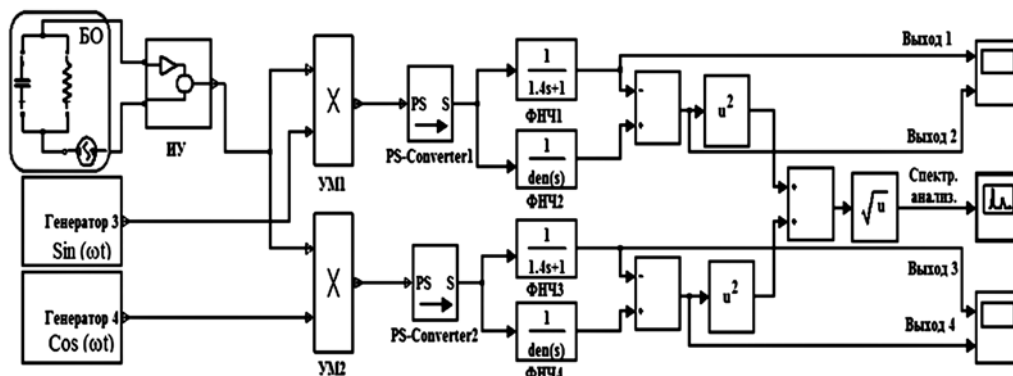 БО
ИУ
Генератор 3
Sin (ωt)
Генератор 4
Cos (ωt)
X
УМ1
X
УМ2
PS S
PS-Converter1
PS S
PS-Converter2
1
1.4s+1
ФНЧ1
1
den(s)
ФНЧ2
1
1.4s+1
ФНЧ3
1
den(s)
ФНЧ4
-
+
u²
-
+
u²
+
+
√u
Выход 1
Выход 2
Спектр.
анализ.
Выход 3
Выход 4